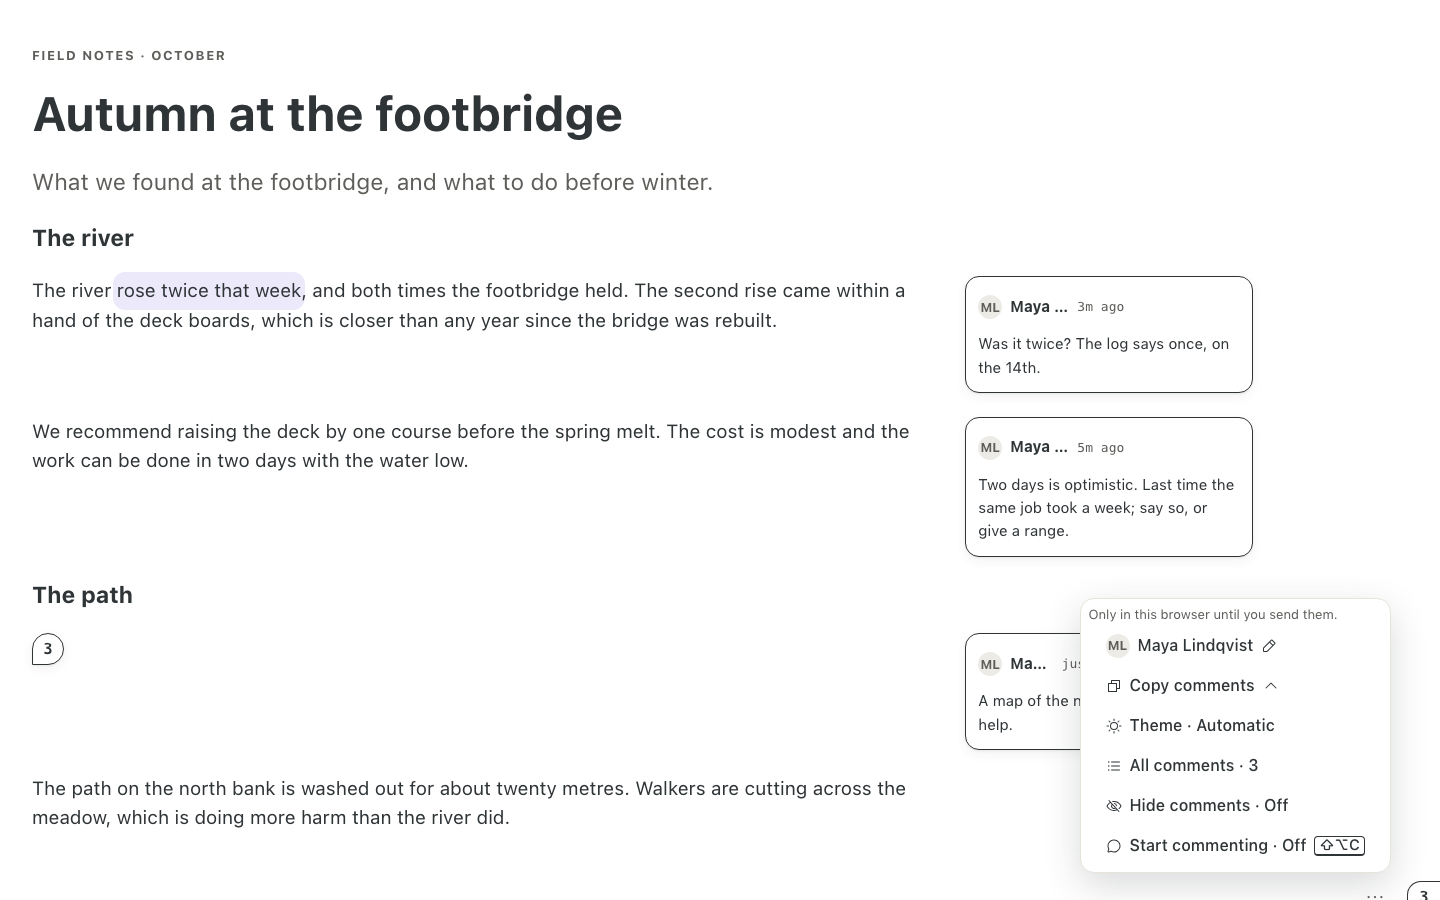 FIELD NOTES · OCTOBER
Autumn at the footbridge
What we found at the footbridge, and what to do before winter.
The river
The river rose twice that week, and both times the footbridge held. The second rise came within a
hand of the deck boards, which is closer than any year since the bridge was rebuilt.
ML Maya ... 3m ago
Was it twice? The log says once, on
the 14th.
We recommend raising the deck by one course before the spring melt. The cost is modest and the
work can be done in two days with the water low.
ML Maya ... 5m ago
Two days is optimistic. Last time the
same job took a week; say so, or
give a range.
The path
3
ML Ma...
A map of the
help.
The path on the north bank is washed out for about twenty metres. Walkers are cutting across the
meadow, which is doing more harm than the river did.
Only in this browser until you send them.
ML Maya Lindqvist
Copy comments
Theme · Automatic
All comments · 3
Hide comments · Off
Start commenting · Off ⇧⌥C
... 3